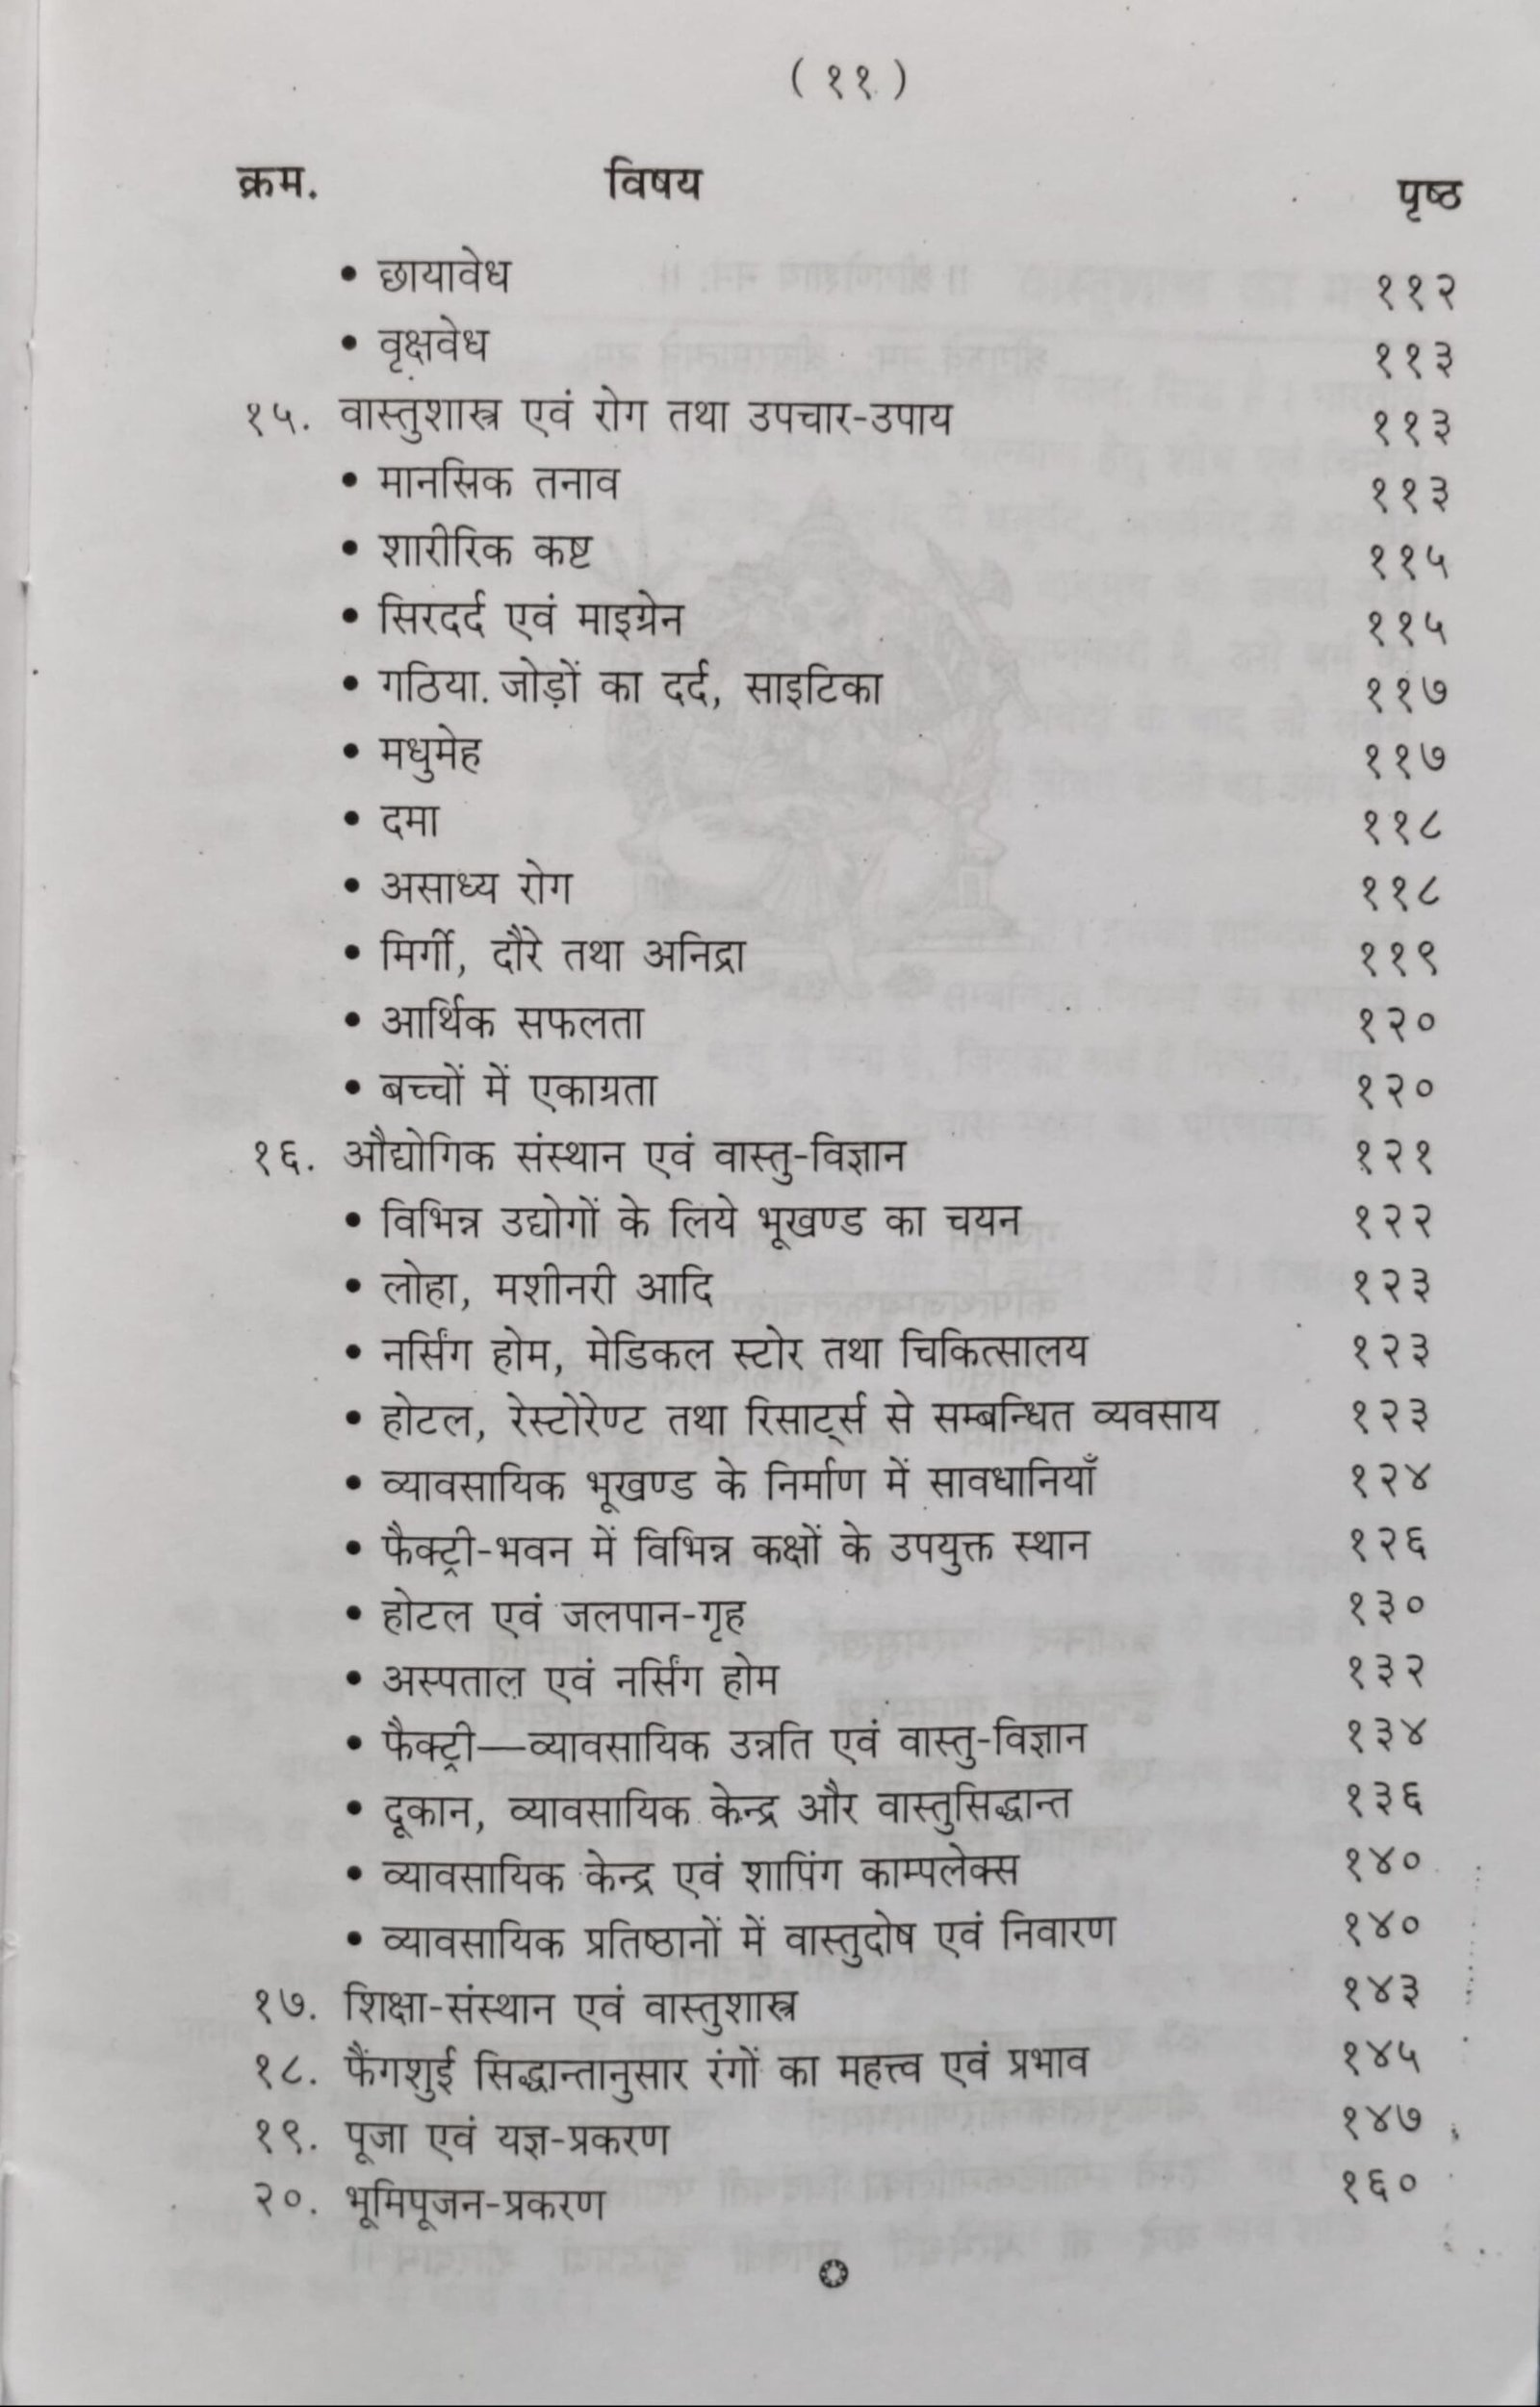 ( ११ )
क्रम. विषय पृष्ठ
• छायावेध ११२
• वृक्षवेध ११३
१५. वास्तुशास्त्र एवं रोग तथा उपचार-उपाय ११३
• मानसिक तनाव ११३
• शारीरिक कष्ट ११५
• सिरदर्द एवं माइग्रेन ११५
• गठिया. जोड़ों का दर्द, साइटिका ११७
• मधुमेह ११७
• दमा ११८
• असाध्य रोग ११८
• मिर्गी, दौरे तथा अनिद्रा ११९
• आर्थिक सफलता १२०
• बच्चों में एकाग्रता १२०
१६. औद्योगिक संस्थान एवं वास्तु-विज्ञान १२१
• विभिन्न उद्योगों के लिये भूखण्ड का चयन १२२
• लोहा, मशीनरी आदि १२३
• नर्सिंग होम, मेडिकल स्टोर तथा चिकित्सालय १२३
• होटल, रेस्टोरेण्ट तथा रिसार्ट्स से सम्बन्धित व्यवसाय १२३
• व्यावसायिक भूखण्ड के निर्माण में सावधानियाँ १२४
• फैक्ट्री-भवन में विभिन्न कक्षों के उपयुक्त स्थान १२६
• होटल एवं जलपान-गृह १३०
• अस्पताल एवं नर्सिंग होम १३२
• फैक्ट्री—व्यावसायिक उन्नति एवं वास्तु-विज्ञान १३४
• दूकान, व्यावसायिक केन्द्र और वास्तुसिद्धान्त १३६
• व्यावसायिक केन्द्र एवं शापिंग काम्पलेक्स १४०
• व्यावसायिक प्रतिष्ठानों में वास्तुदोष एवं निवारण १४०
१७. शिक्षा-संस्थान एवं वास्तुशास्त्र १४३
१८. फैंगशुई सिद्धान्तानुसार रंगों का महत्त्व एवं प्रभाव १४५
१९. पूजा एवं यज्ञ-प्रकरण १४७
२०. भूमिपूजन-प्रकरण १६०